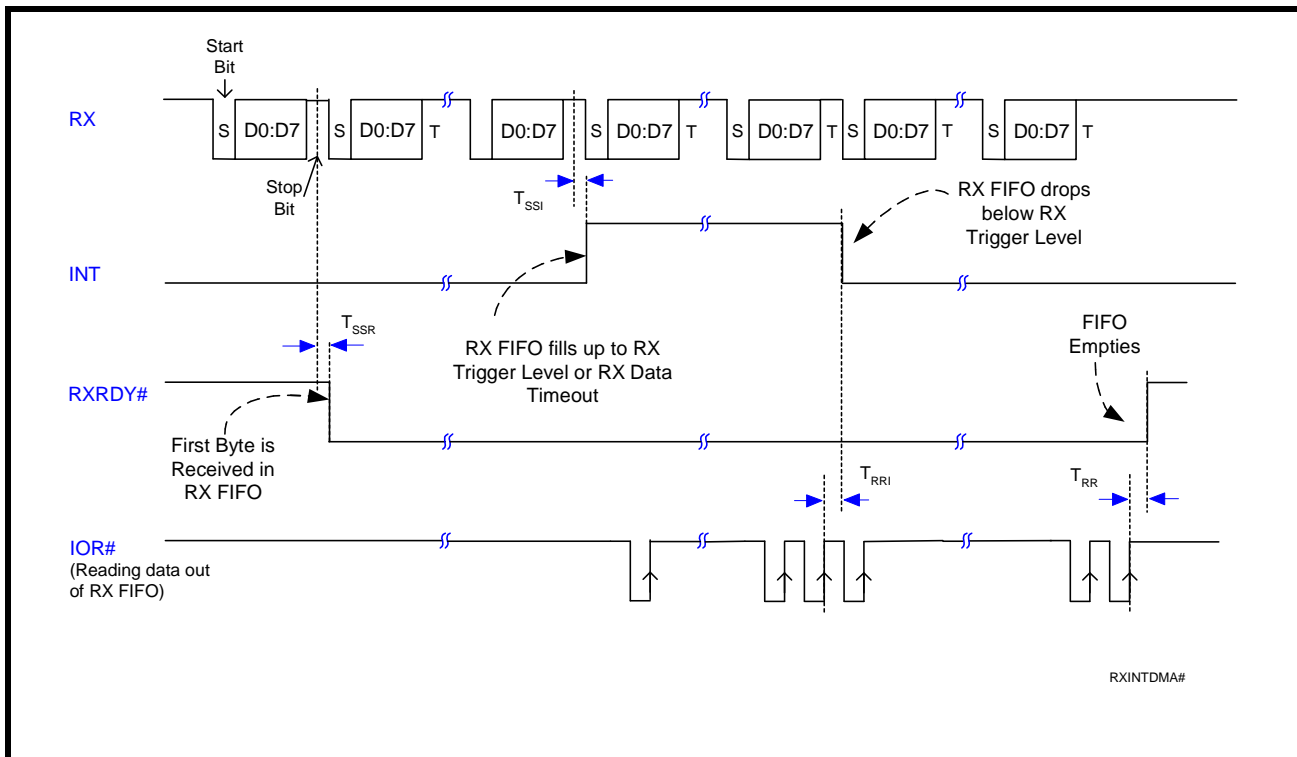 Start
Bit
RX
S D0:D7 S D0:D7 T D0:D7 S D0:D7 T S D0:D7 T S D0:D7 T S D0:D7 T
Stop
Bit
TSSI
RX FIFO drops
below RX
Trigger Level
INT
TSSR
RX FIFO fills up to RX
Trigger Level or RX Data
Timeout
FIFO
Empties
RXRDY#
First Byte is
Received in
RX FIFO
TRRI
TRR
IOR#
(Reading data out
of RX FIFO)
RXINTDMA#